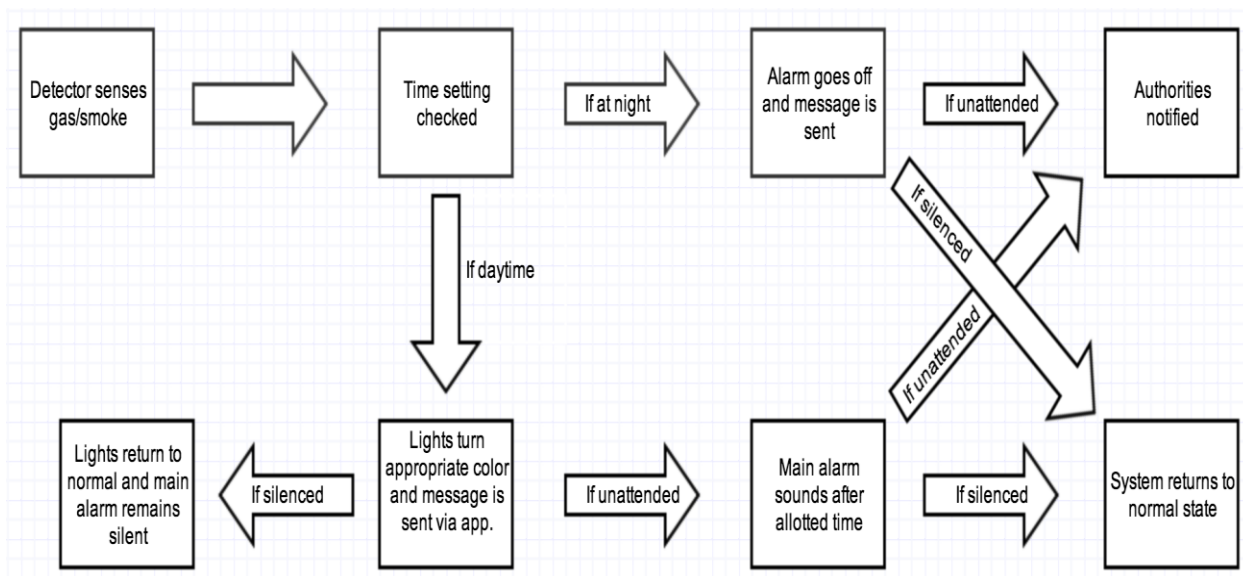 Detector senses
gas/smoke
Time setting
checked
If at night
Alarm goes off
and message is
sent
If unattended
Authorities
notified
If daytime
If silenced
If unattended
Lights return to
normal and main
alarm remains
silent
If silenced
Lights turn
appropriate color
and message is
sent via app.
If unattended
Main alarm
sounds after
allotted time
If silenced
System returns to
normal state